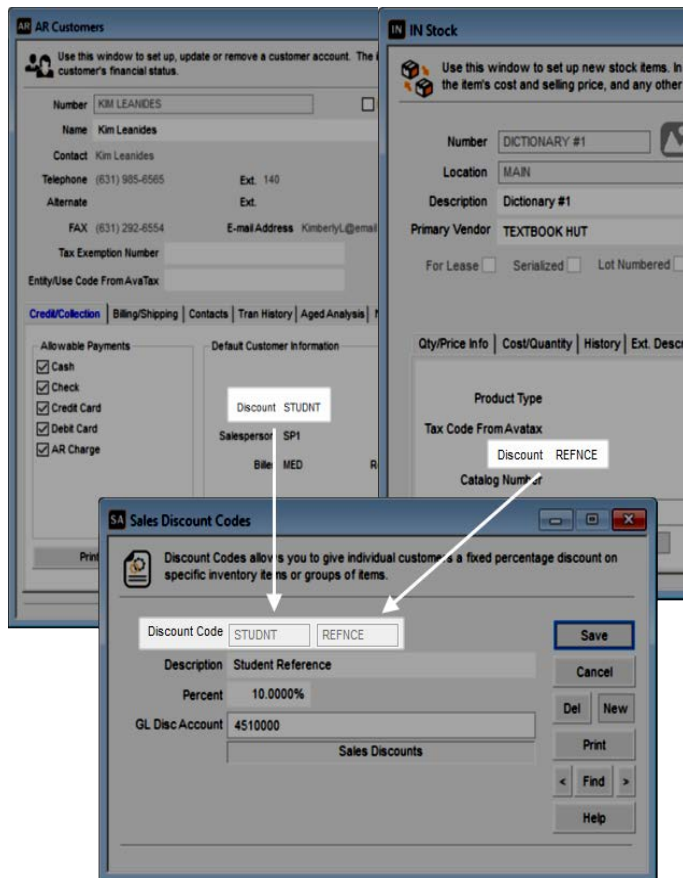 AR AR Customers
Use this window to set up, update or remove a customer account. The
customer's financial status.
Number KIM LEANIDES
Name Kim Leanides
Contact Kim Leanides
Telephone (631) 985-6565 Ext. 140
Alternate Ext.
FAX (631) 292-6554 E-mail Address KimberlyL@email
Tax Exemption Number
Entity/Use Code From AvaTax
Credit/Collection Billing/Shipping Contacts Tran History Aged Analysis
Allowable Payments Default Customer Information
Cash
Check
Credit Card
Debit Card
AR Charge
Discount STUDNT
Salesperson SP1
Biller MED R
Print
IN IN Stock
Use this window to set up new stock items. In
the item's cost and selling price, and any other
Number DICTIONARY #1
Location MAIN
Description Dictionary #1
Primary Vendor TEXTBOOK HUT
For Lease Serialized Lot Numbered
Qty/Price Info Cost/Quantity History Ext. Descr
Product Type
Tax Code From Avatax
Discount REFNCE
Catalog Number
SA Sales Discount Codes
Discount Codes allows you to give individual customers a fixed percentage discount on
specific inventory items or groups of items.
Discount Code STUDNT REFNCE
Description Student Reference
Percent 10.0000%
GL Disc Account 4510000
Sales Discounts
Save
Cancel
Del New
Print
< Find >
Help